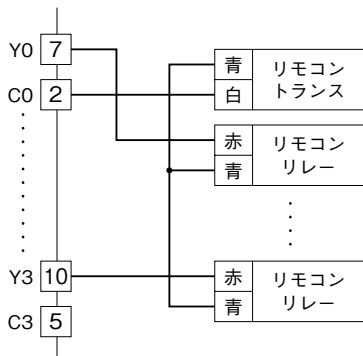 Y0 7
C0 2
Y3 10
C3 5
青 リモコン
白 トランス
赤 リモコン
青 リレー
赤 リモコン
青 リレー